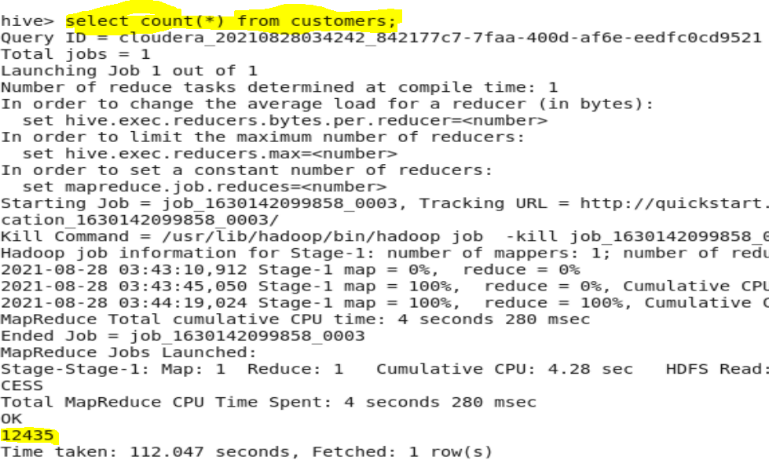 hive> select count(*) from customers;
Query ID = cloudera_20210828034242_842177c7-7faa-400d-af6e-eedfc0cd9521
Total jobs = 1
Launching Job 1 out of 1
Number of reduce tasks determined at compile time: 1
In order to change the average load for a reducer (in bytes):
  set hive.exec.reducers.bytes.per.reducer=<number>
In order to limit the maximum number of reducers:
  set hive.exec.reducers.max=<number>
In order to set a constant number of reducers:
  set mapreduce.job.reduces=<number>
Starting Job = job_1630142099858_0003, Tracking URL = http://quickstart.
cation_1630142099858_0003/
Kill Command = /usr/lib/hadoop/bin/hadoop job  -kill job_1630142099858_0
Hadoop job information for Stage-1: number of mappers: 1; number of redu
2021-08-28 03:43:10,912 Stage-1 map = 0%,  reduce = 0%
2021-08-28 03:43:45,050 Stage-1 map = 100%,  reduce = 0%, Cumulative CPU
2021-08-28 03:44:19,024 Stage-1 map = 100%,  reduce = 100%, Cumulative C
MapReduce Total cumulative CPU time: 4 seconds 280 msec
Ended Job = job_1630142099858_0003
MapReduce Jobs Launched:
Stage-Stage-1: Map: 1  Reduce: 1   Cumulative CPU: 4.28 sec   HDFS Read:
CESS
Total MapReduce CPU Time Spent: 4 seconds 280 msec
OK
12435
Time taken: 112.047 seconds, Fetched: 1 row(s)